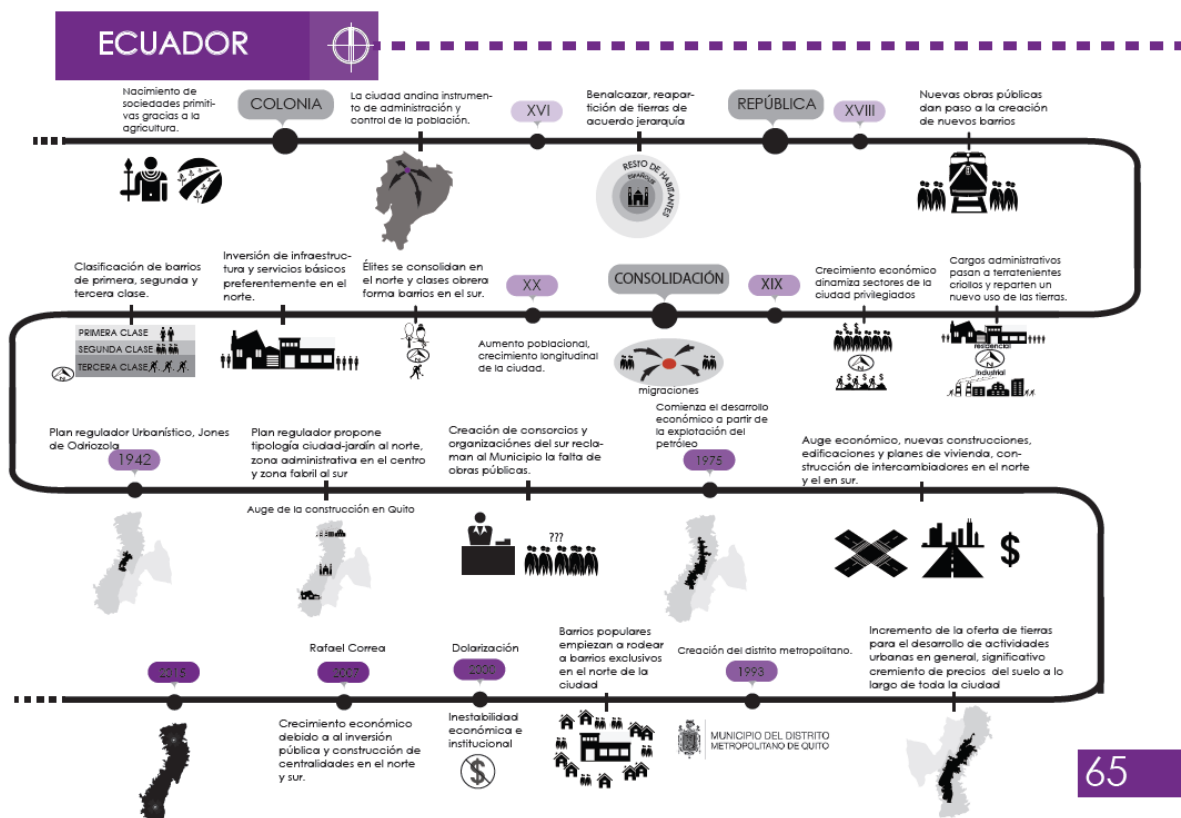 ECUADOR
Nacimiento de
sociedades primiti-
vas gracias a la
agricultura.
COLONIA
La ciudad andina instrumen-
to de administración y
control de la población.
XVI
Benalcazar, reapar-
tición de tierras de
acuerdo jerarquía
REPÚBLICA
XVIII
Nuevas obras públicas
dan paso a la creación
de nuevos barrios
RESTO DE HABITANTES
ESPAÑOLES
Clasificación de barrios
de primera, segunda y
tercera clase.
Inversión de infraestruc-
tura y servicios básicos
preferentemente en el
norte.
Élites se consolidan en
el norte y clases obrera
forma barrios en el sur.
XX
CONSOLIDACIÓN
XIX
Crecimiento económico
dinamiza sectores de la
ciudad privilegiados
Cargos administrativos
pasan a terratenientes
criollos y reparten un
nuevo uso de las tierras.
PRIMERA CLASE
SEGUNDA CLASE
TERCERA CLASE
N
N
Aumento poblacional,
crecimiento longitudinal
de la ciudad.
migraciones
$ $
N
$ $ $
residencial
N
industrial
Plan regulador Urbanístico, Jones
de Odriozola
1942
Plan regulador propone
tipología ciudad-jardín al norte,
zona administrativa en el centro
y zona fabril al sur
Auge de la construcción en Quito
Creación de consorcios y
organizaciónes del sur recla-
man al Municipio la falta de
obras públicas.
Comienza el desarrollo
económico a partir de
la explotación del
petróleo
1975
Auge económico, nuevas construcciones,
edificaciones y planes de vivienda, con-
strucción de intercambiadores en el norte
y el en sur.
???
$
2015
Rafael Correa
2007
Crecimiento económico
debido a al inversión
pública y construcción de
centralidades en el norte
y sur.
Dolarización
2000
Inestabilidad
económica e
institucional
$
Barrios populares
empiezan a rodear
a barrios exclusivos
en el norte de la
ciudad
Creación del distrito metropolitano.
1993
MUNICIPIO DEL DISTRITO
METROPOLITANO DE QUITO
Incremento de la oferta de tierras
para el desarrollo de actividades
urbanas en general, significativo
cremiento de precios del suelo a lo
largo de toda la ciudad
65